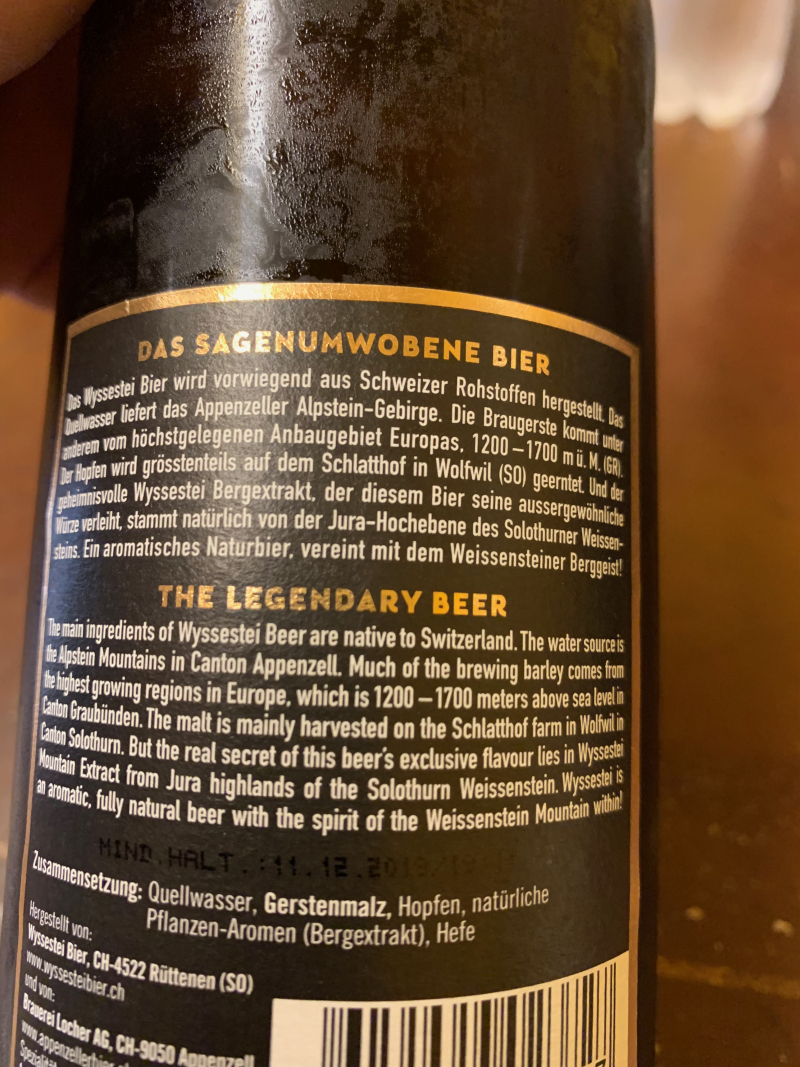 DAS SAGENUMWOBENE BIER
Das Wyssestei Bier wird vorwiegend aus Schweizer Rohstoffen hergestellt. Das
Quellwasser liefert das Appenzeller Alpstein-Gebirge. Die Braugerste kommt unter
anderem vom höchstgelegenen Anbaugebiet Europas, 1200–1700 m ü. M. (GR).
Der Hopfen wird grösstenteils auf dem Schlatthof in Wolfwil (SO) geerntet. Und der
geheimnisvolle Wyssestei Bergextrakt, der diesem Bier seine aussergewöhnliche
Würze verleiht, stammt natürlich von der Jura-Hochebene des Solothurner Weissen-
steins. Ein aromatisches Naturbier, vereint mit dem Weissensteiner Berggeist!
THE LEGENDARY BEER
The main ingredients of Wyssestei Beer are native to Switzerland. The water source is
the Alpstein Mountains in Canton Appenzell. Much of the brewing barley comes from
the highest growing regions in Europe, which is 1200–1700 meters above sea level in
Canton Graubünden. The malt is mainly harvested on the Schlatthof farm in Wolfwil in
Canton Solothurn. But the real secret of this beer's exclusive flavour lies in Wyssestei
Mountain Extract from Jura highlands of the Solothurn Weissenstein. Wyssestei is
an aromatic, fully natural beer with the spirit of the Weissenstein Mountain within!
MIND.HALT.:11.12.2019
Zusammensetzung: Quellwasser, Gerstenmalz, Hopfen, natürliche
Pflanzen-Aromen (Bergextrakt), Hefe
Hergestellt von:
Wyssestei Bier, CH-4522 Rüttenen (SO)
www.wyssesteibier.ch
und von:
Brauerei Locher AG, CH-9050 Appenzell